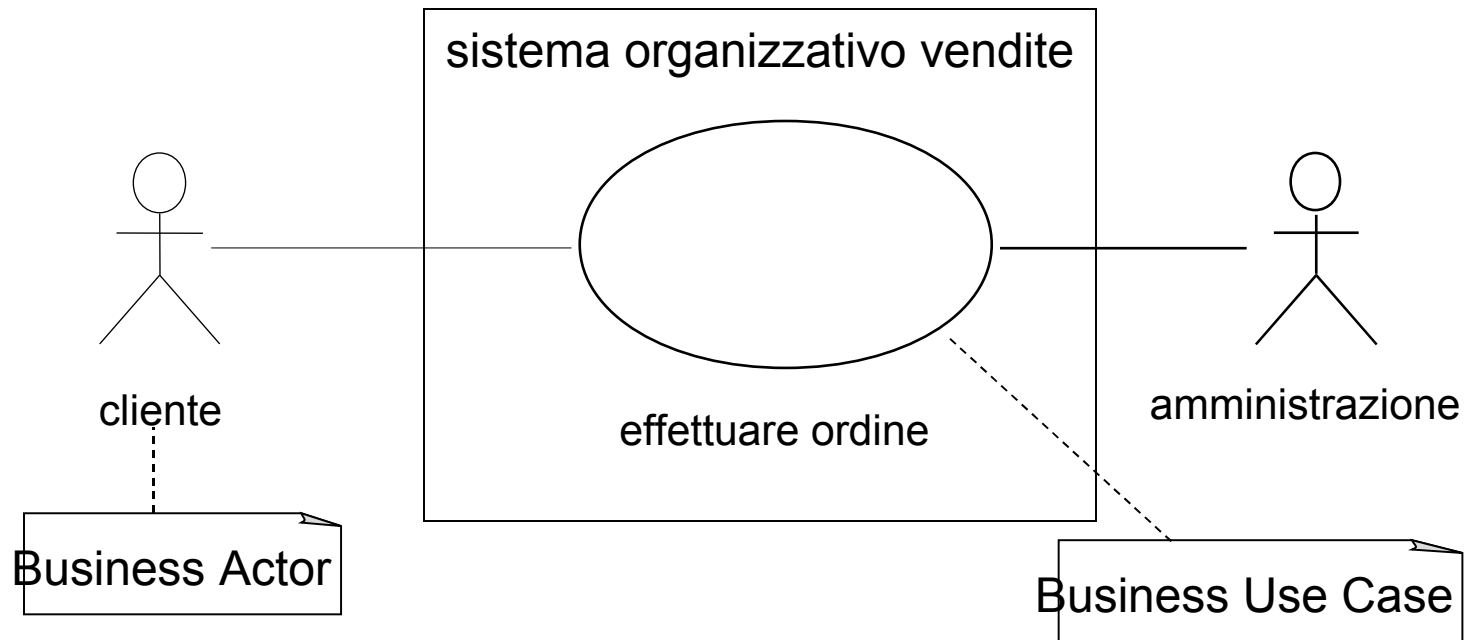 sistema organizzativo vendite
cliente
effettuare ordine
amministrazione
Business Actor
Business Use Case